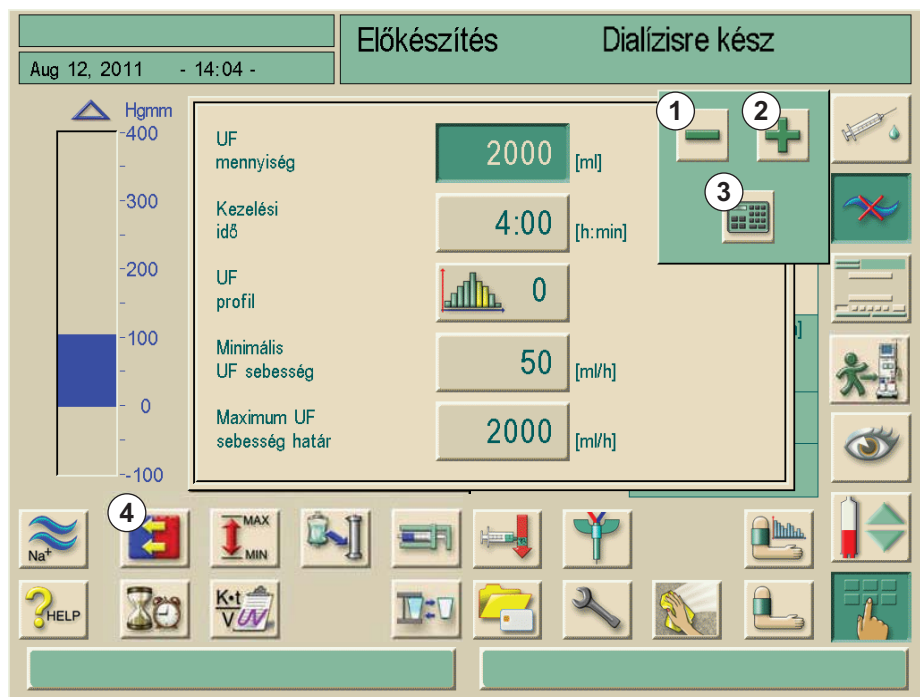 Előkészítés Dialízisre kész
Aug 12, 2011 - 14:04 -
Hgmm
400
300
200
100
0
-100
UF
mennyiség
2000 [ml]
Kezelési
idő
4:00 [h:min]
UF
profil
0
Minimális
UF sebesség
50 [ml/h]
Maximum UF
sebesség határ
2000 [ml/h]
1
2
3
4
Na+
MAX
MIN
?HELP
K•t
V
UV